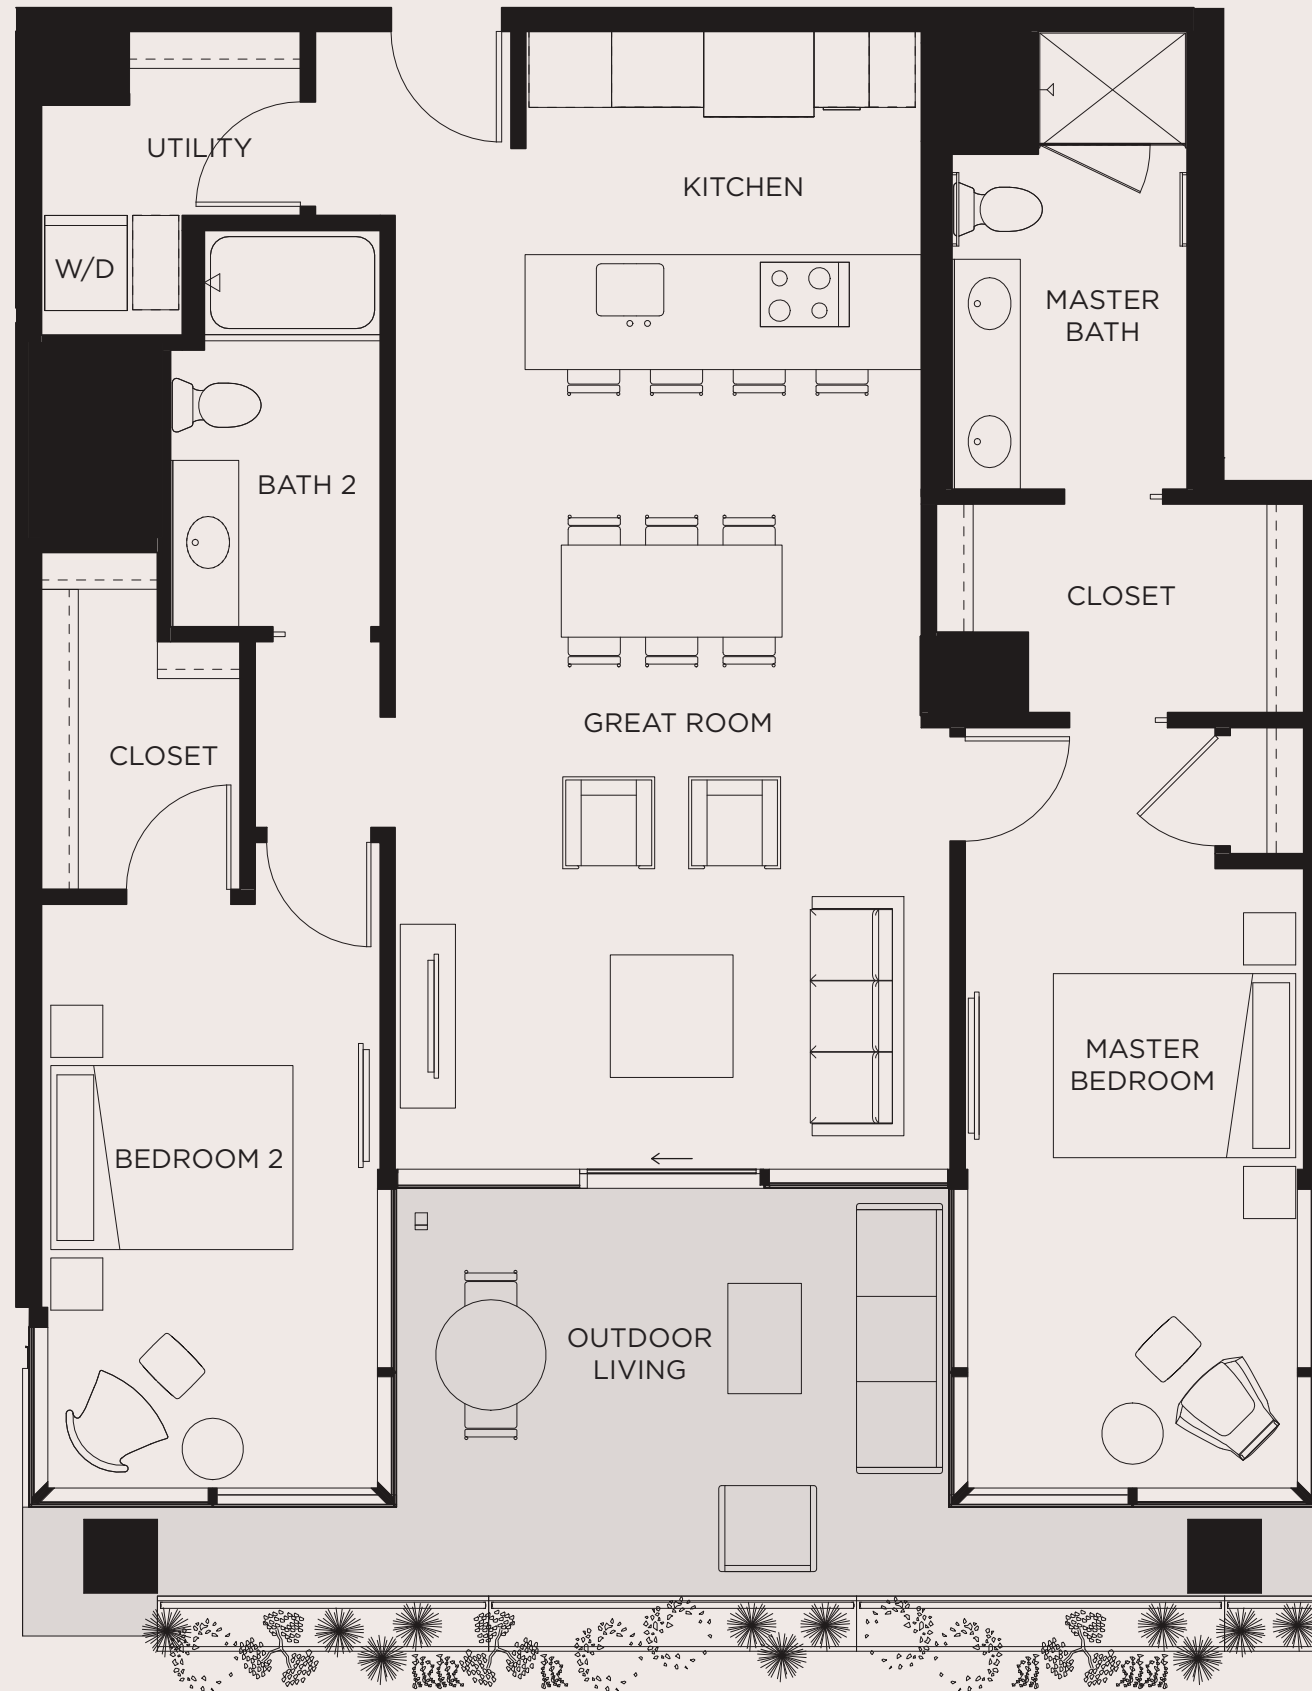 UTILITY
KITCHEN
W/D
MASTER
BATH
BATH 2
CLOSET
GREAT ROOM
CLOSET
MASTER
BEDROOM
BEDROOM 2
OUTDOOR
LIVING